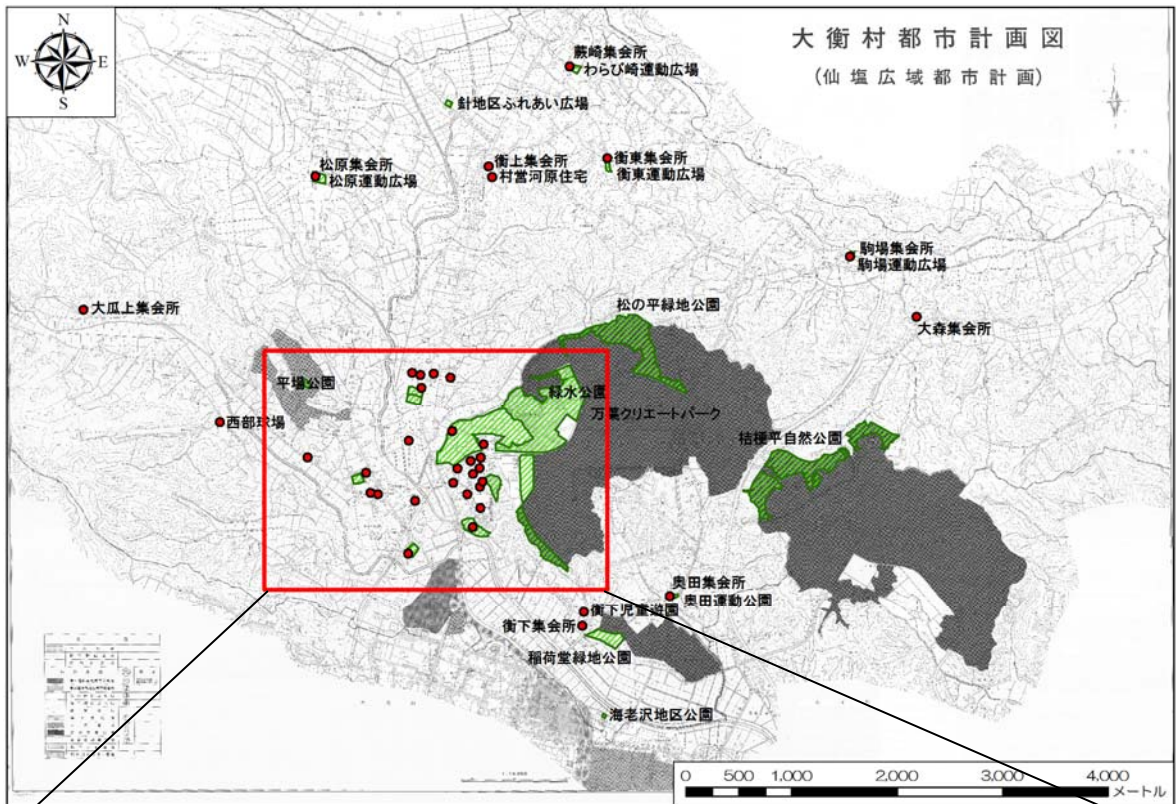 N
W E
S
大衡村都市計画図
(仙塩広域都市計画)
蕨崎集会所
わらび崎運動広場
針地区ふれあい広場
松原集会所
松原運動広場
衡上集会所
村営河原住宅
衡東集会所
衡東運動広場
駒場集会所
駒場運動広場
大瓜上集会所
松の平緑地公園
大森集会所
平場公園
緑水公園
万葉クリエートパーク
西部球場
桔梗平自然公園
奥田集会所
奥田運動公園
衡下児童遊園
衡下集会所
稲荷堂緑地公園
海老沢地区公園
0 500 1,000 2,000 3,000 4,000
メートル